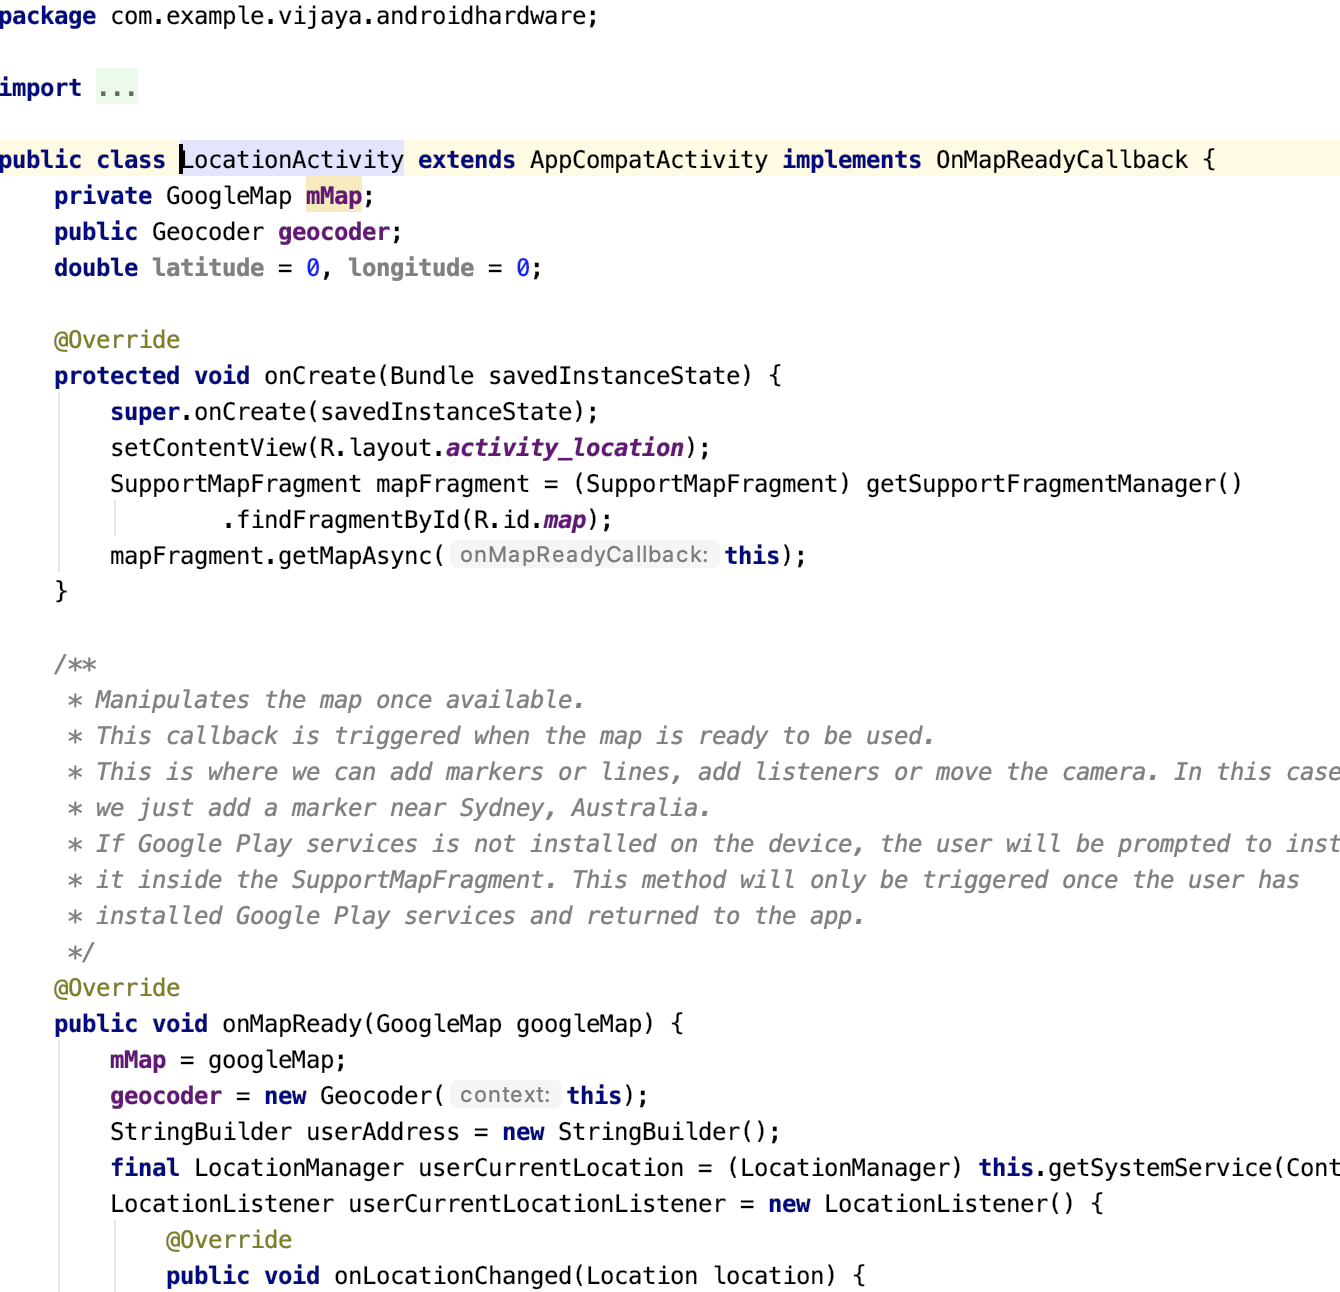 package com.example.vijaya.androidhardware;
import ...
public class LocationActivity extends AppCompatActivity implements OnMapReadyCallback {
private GoogleMap mMap;
public Geocoder geocoder;
double latitude = 0, longitude = 0;
@Override
protected void onCreate(Bundle savedInstanceState) {
super.onCreate(savedInstanceState);
setContentView(R.layout.activity_location);
SupportMapFragment mapFragment = (SupportMapFragment) getSupportFragmentManager()
.findFragmentById(R.id.map);
mapFragment.getMapAsync( onMapReadyCallback: this);
}
/**
* Manipulates the map once available.
* This callback is triggered when the map is ready to be used.
* This is where we can add markers or lines, add listeners or move the camera. In this case
* we just add a marker near Sydney, Australia.
* If Google Play services is not installed on the device, the user will be prompted to inst
* it inside the SupportMapFragment. This method will only be triggered once the user has
* installed Google Play services and returned to the app.
*/
@Override
public void onMapReady(GoogleMap googleMap) {
mMap = googleMap;
geocoder = new Geocoder( context: this);
StringBuilder userAddress = new StringBuilder();
final LocationManager userCurrentLocation = (LocationManager) this.getSystemService(Cont
LocationListener userCurrentLocationListener = new LocationListener() {
@Override
public void onLocationChanged(Location location) {